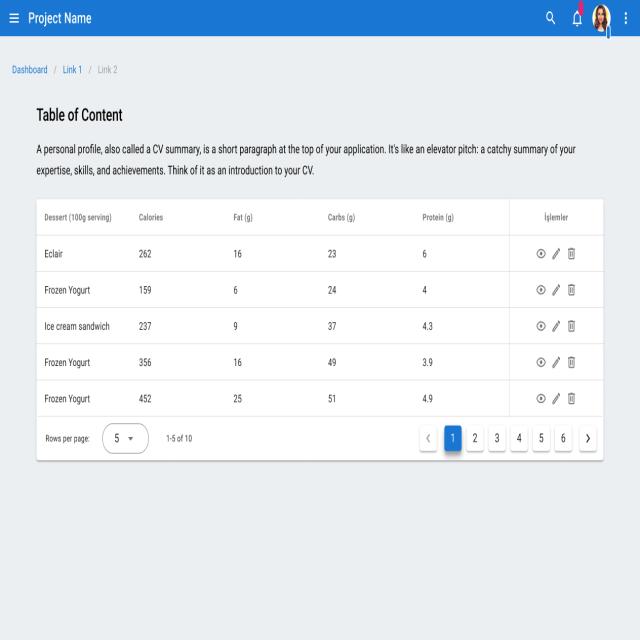 Project Name
Dashboard / Link 1 / Link 2
Table of Content
A personal profile, also called a CV summary, is a short paragraph at the top of your application. It's like an elevator pitch: a catchy summary of your
expertise, skills, and achievements. Think of it as an introduction to your CV.
Dessert (100g serving) Calories Fat (g) Carbs (g) Protein (g) İşlemler
Eclair 262 16 23 6
Frozen Yogurt 159 6 24 4
Ice cream sandwich 237 9 37 4.3
Frozen Yogurt 356 16 49 3.9
Frozen Yogurt 452 25 51 4.9
Rows per page: 5 1-5 of 10 1 2 3 4 5 6